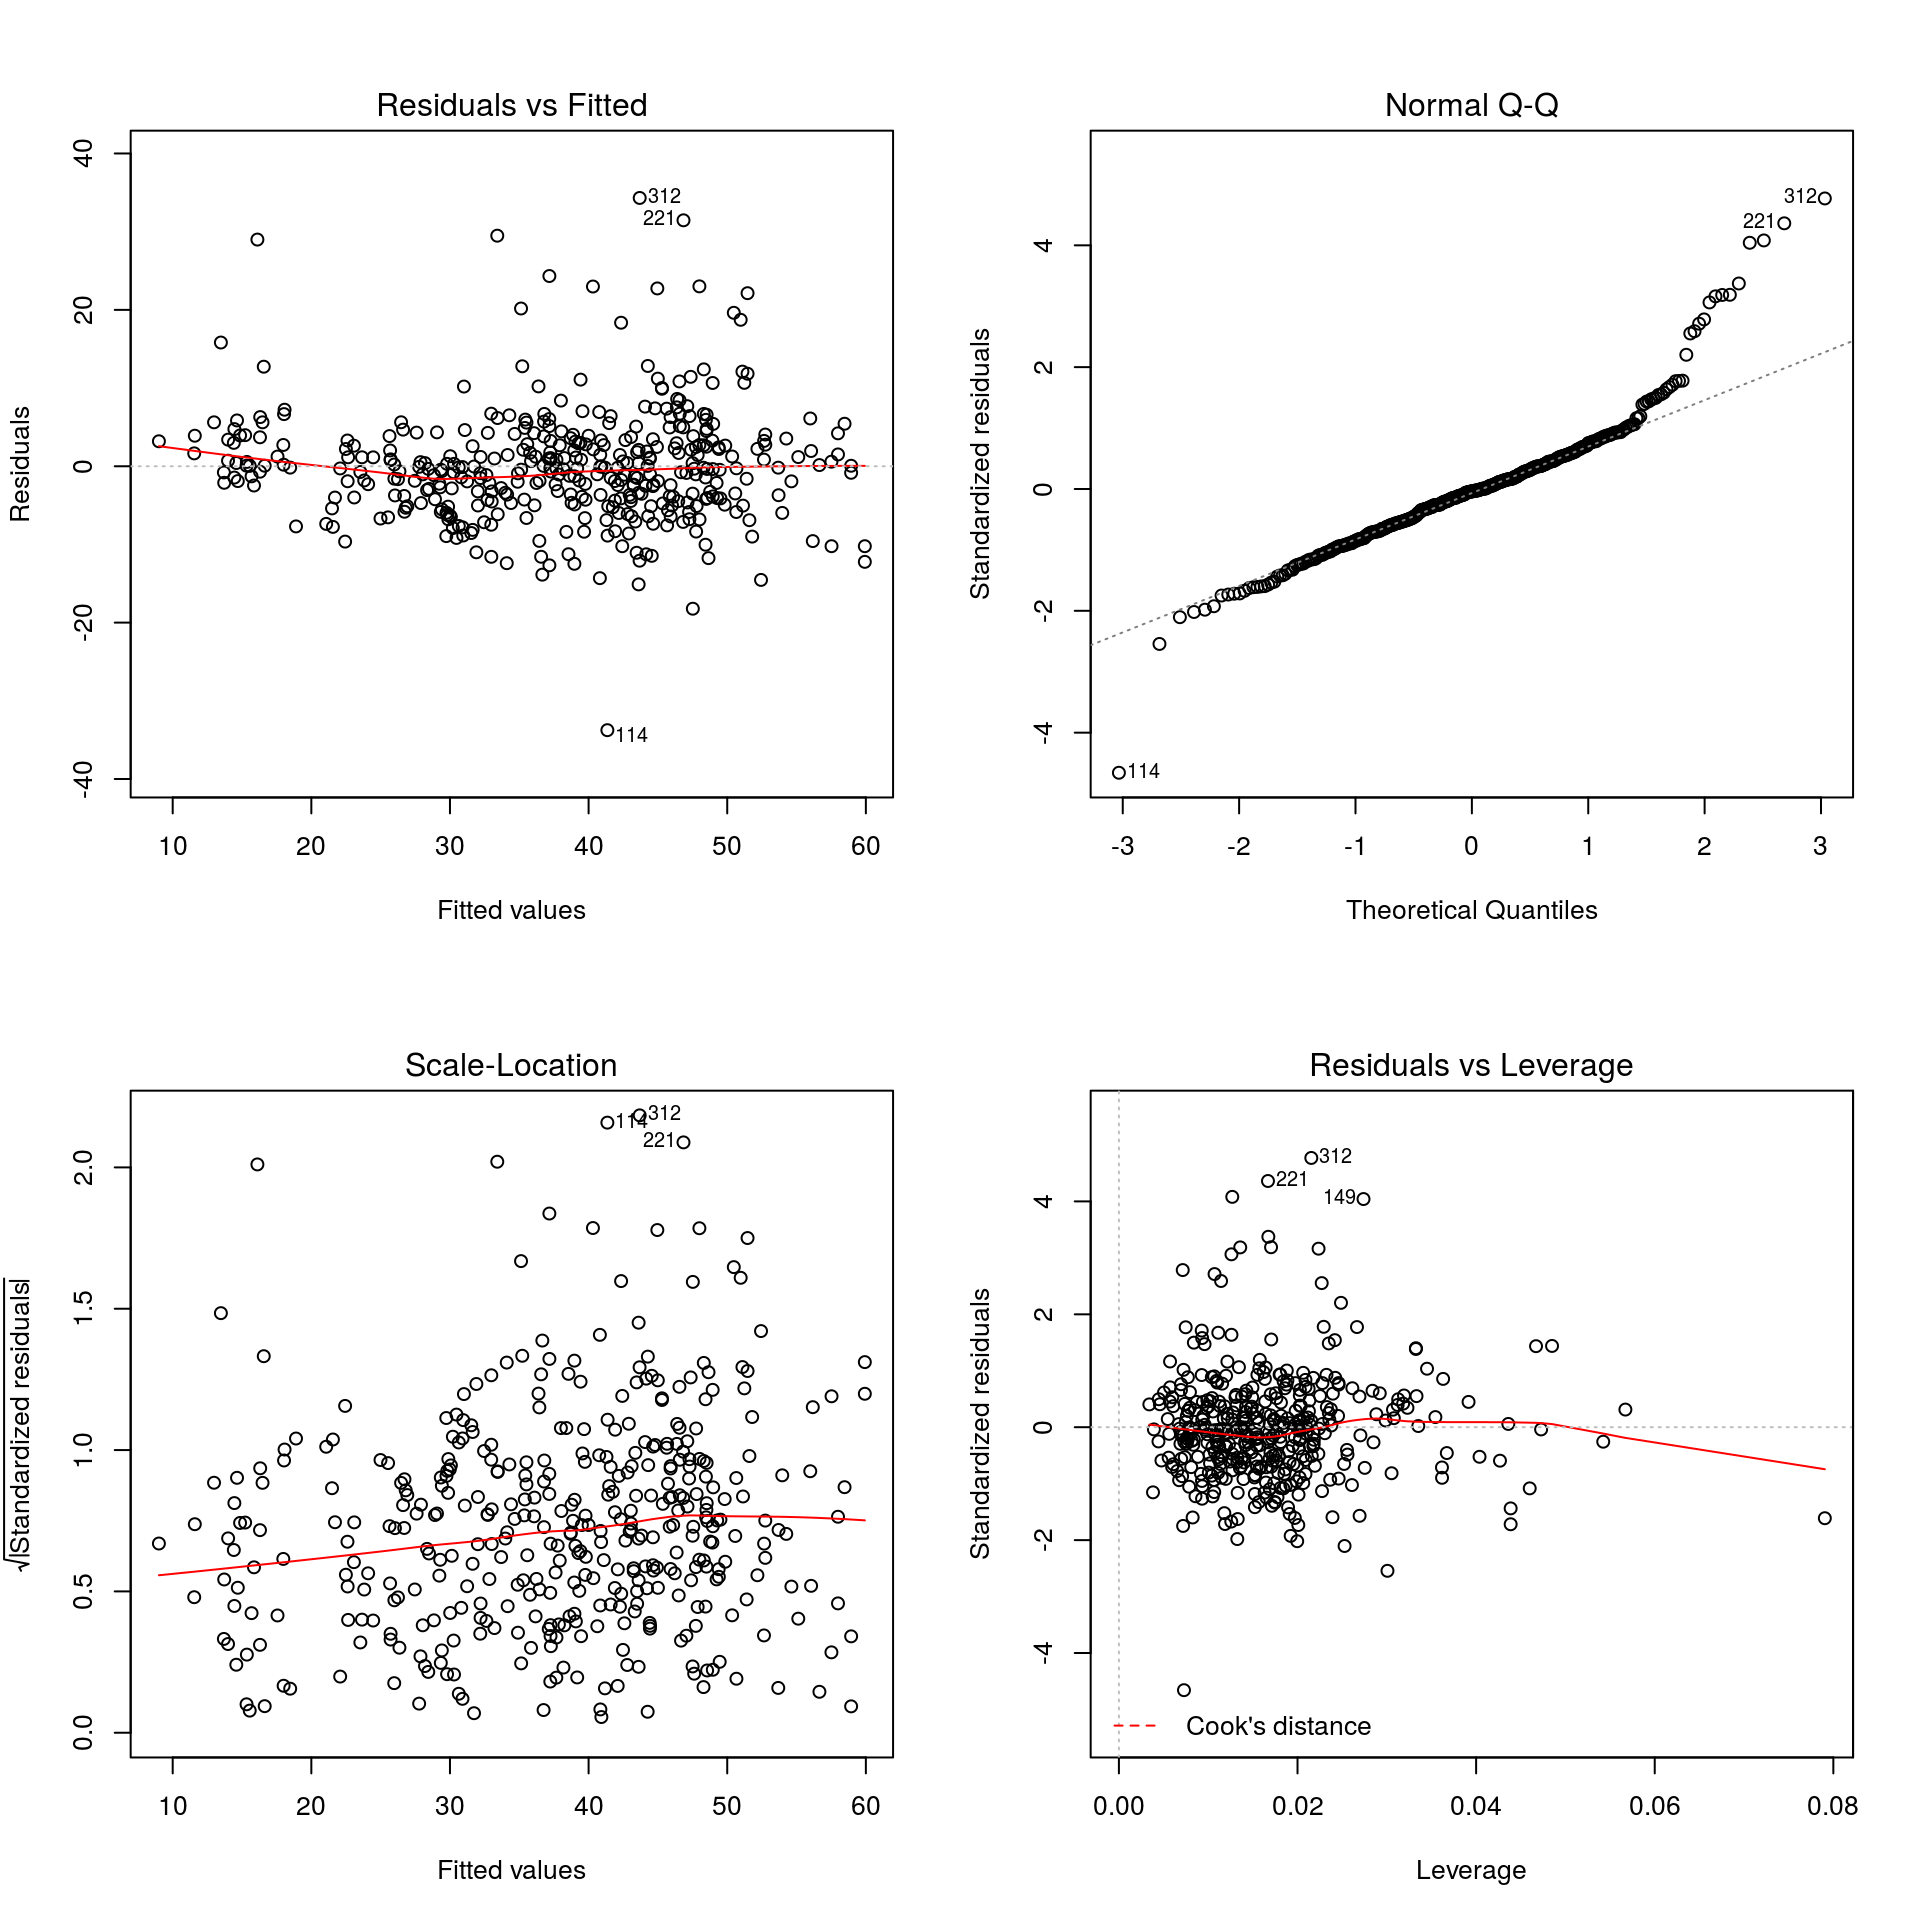 Residuals vs Fitted
40
20
0
-20
-40
Residuals
312
221
114
10 20 30 40 50 60
Fitted values
Normal Q-Q
4
2
0
-2
-4
Standardized residuals
312
221
114
-3 -2 -1 0 1 2 3
Theoretical Quantiles
Scale-Location
2.0
1.5
1.0
0.5
0.0
√|Standardized residuals|
114
312
221
10 20 30 40 50 60
Fitted values
Residuals vs Leverage
4
2
0
-2
-4
Standardized residuals
312
221
149
Cook's distance
0.00 0.02 0.04 0.06 0.08
Leverage